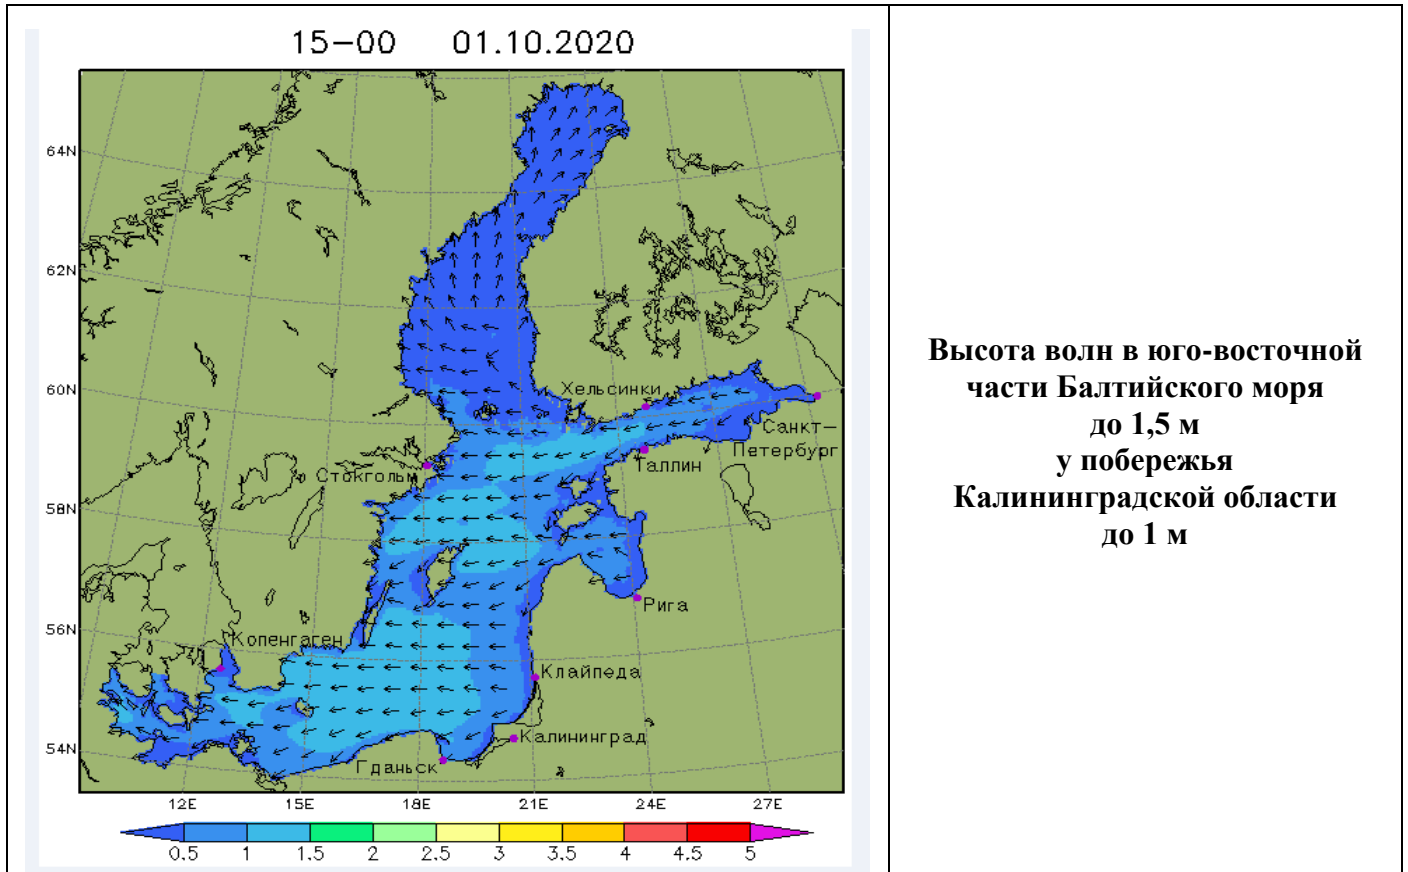 15-00 01.10.2020
64N
62N
60N
58N
56N
54N
Хельсинки
Санкт-
Петербург
Таллин
Стокгольм
Рига
Копенгаген
Клайпеда
Калининград
Гданьск
12E 15E 18E 21E 24E 27E
0.5 1 1.5 2 2.5 3 3.5 4 4.5 5
Высота волн в юго-восточной
части Балтийского моря
до 1,5 м
у побережья
Калининградской области
до 1 м